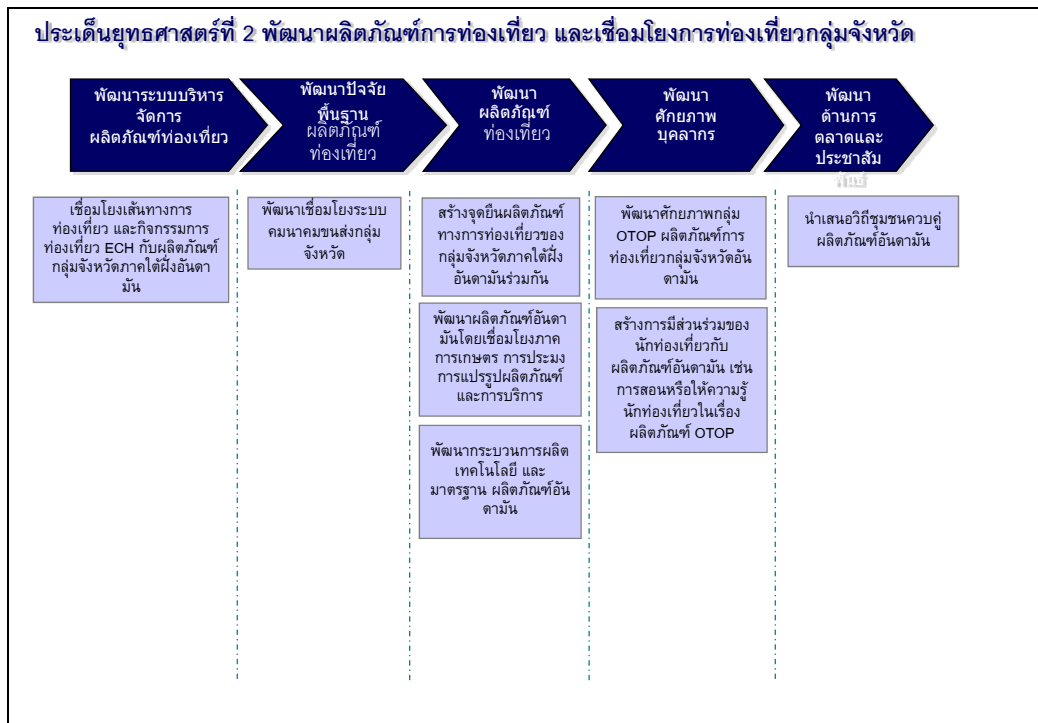 ประเด็นยุทธศาสตร์ที่ 2 พัฒนาผลิตภัณฑ์การท่องเที่ยว และเชื่อมโยงการท่องเที่ยวกลุ่มจังหวัด
พัฒนาระบบบริหาร
จัดการ
ผลิตภัณฑ์ท่องเที่ยว
พัฒนาปัจจัย
พื้นฐาน
ผลิตภัณฑ์
ท่องเที่ยว
พัฒนา
ผลิตภัณฑ์
ท่องเที่ยว
พัฒนา
ศักยภาพ
บุคลากร
พัฒนา
ด้านการ
ตลาดและ
ประชาสัม
พันธ์
เชื่อมโยงเส้นทางการ
ท่องเที่ยว และกิจกรรมการ
ท่องเที่ยว ECH กับผลิตภัณฑ์
กลุ่มจังหวัดภาคใต้ฝั่งอันดา
มัน
พัฒนาเชื่อมโยงระบบ
คมนาคมขนส่งกลุ่ม
จังหวัด
สร้างจุดยืนผลิตภัณฑ์
ทางการท่องเที่ยวของ
กลุ่มจังหวัดภาคใต้ฝั่ง
อันดามันร่วมกัน
พัฒนาผลิตภัณฑ์อันดา
มันโดยเชื่อมโยงภาค
การเกษตร การประมง
การแปรรูปผลิตภัณฑ์
และการบริการ
พัฒนากระบวนการผลิต
เทคโนโลยี และ
มาตรฐาน ผลิตภัณฑ์อัน
ดามัน
พัฒนาศักยภาพกลุ่ม
OTOP ผลิตภัณฑ์การ
ท่องเที่ยวกลุ่มจังหวัดอัน
ดามัน
สร้างการมีส่วนร่วมของ
นักท่องเที่ยวกับ
ผลิตภัณฑ์อันดามัน เช่น
การสอนหรือให้ความรู้
นักท่องเที่ยวในเรื่อง
ผลิตภัณฑ์ OTOP
นำเสนอวิถีชุมชนควบคู่
ผลิตภัณฑ์อันดามัน